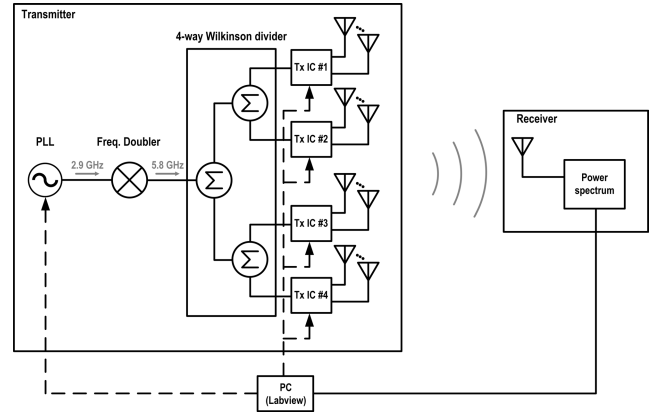 Transmitter
4-way Wilkinson divider
Tx IC #1
Tx IC #2
Tx IC #3
Tx IC #4
PLL
Freq. Doubler
2.9 GHz
5.8 GHz
Σ
Σ
Σ
Receiver
Power
spectrum
PC
(Labview)